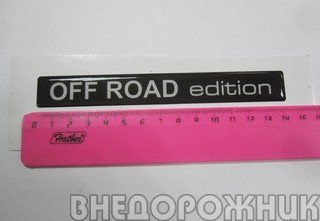 OFF ROAD edition
0 1 2 3 4 5 6 7 8 9 10 11 12 13 14 15
Hatber
ВНЕДОРОЖНИК